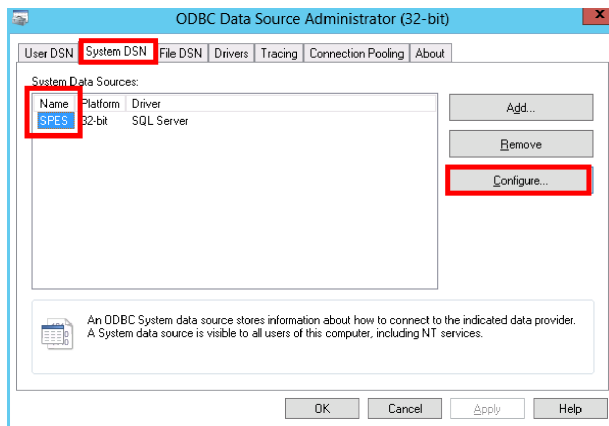 ODBC Data Source Administrator (32-bit)
x
User DSN System DSN File DSN Drivers Tracing Connection Pooling About
System Data Sources:
Name Platform Driver
SPES 32-bit SQL Server
Add...
Remove
Configure...
An ODBC System data source stores information about how to connect to the indicated data provider.
A System data source is visible to all users of this computer, including NT services.
OK Cancel Apply Help